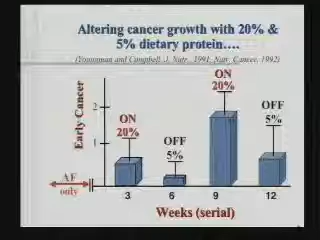 Altering cancer growth with 20% &
5% dietary protein....
(Youngman and Campbell, J. Nutr., 1991; Nutr. Cancer, 1992)
ON
20%
OFF
5%
ON
20%
OFF
5%
Early Cancer
2
1
AF
only
3 6 9 12
Weeks (serial)